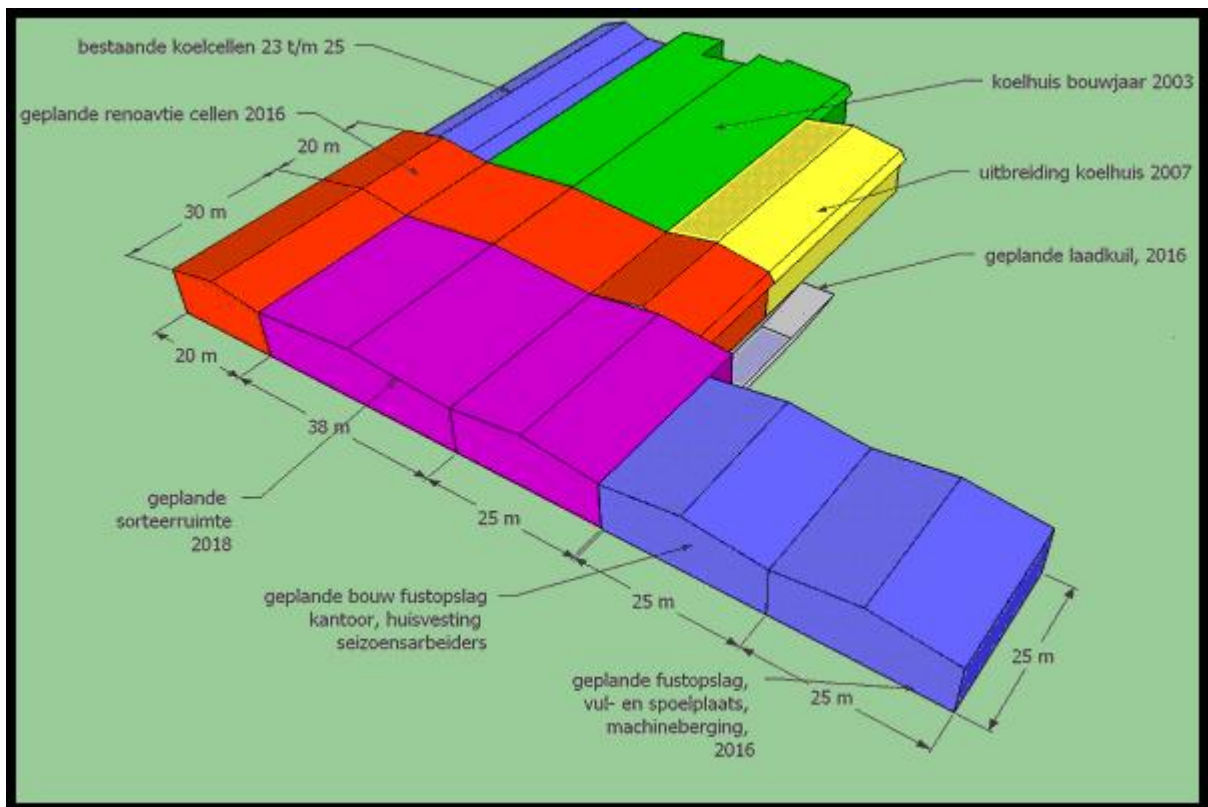 bestaande koelcellen 23 t/m 25
geplande renoavtie cellen 2016
20 m
30 m
koelhuis bouwjaar 2003
uitbreiding koelhuis 2007
geplande laadkuil, 2016
20 m
38 m
25 m
25 m
25 m
25 m
geplande
sorteerruimte
2018
geplande bouw fustopslag
kantoor, huisvesting
seizoensarbeiders
geplande fustopslag,
vul- en spoelplaats,
machineberging,
2016